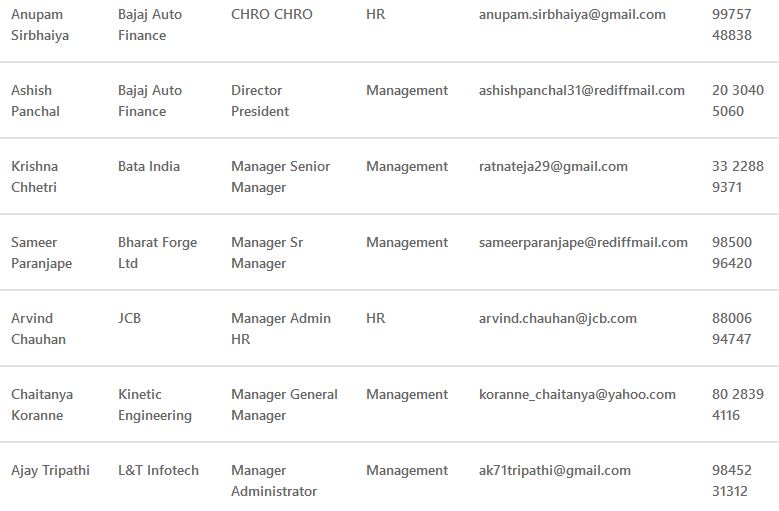 Anupam Bajaj Auto CHRO CHRO HR anupam.sirbhaiya@gmail.com 99757
Sirbhaiya Finance 48838
Ashish Bajaj Auto Director Management ashishpanchal31@rediffmail.com 20 3040
Panchal Finance President 5060
Krishna Bata India Manager Senior Management ratnateja29@gmail.com 33 2288
Chhetri Manager 9371
Sameer Bharat Forge Manager Sr Management sameerparanjape@rediffmail.com 98500
Paranjape Ltd Manager 96420
Arvind JCB Manager Admin HR arvind.chauhan@jcb.com 88006
Chauhan HR 94747
Chaitanya Kinetic Manager General Management koranne_chaitanya@yahoo.com 80 2839
Koranne Engineering Manager 4116
Ajay Tripathi L&T Infotech Manager Management ak71tripathi@gmail.com 98452
Administrator 31312